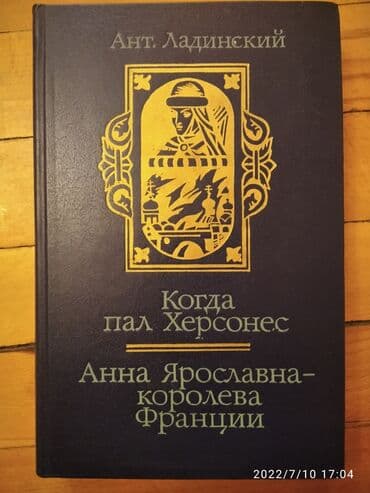 Ант. Ладинский
Когда
пал Херсонес
Анна Ярославна-
королева
Франции
2022/7/10 17:04